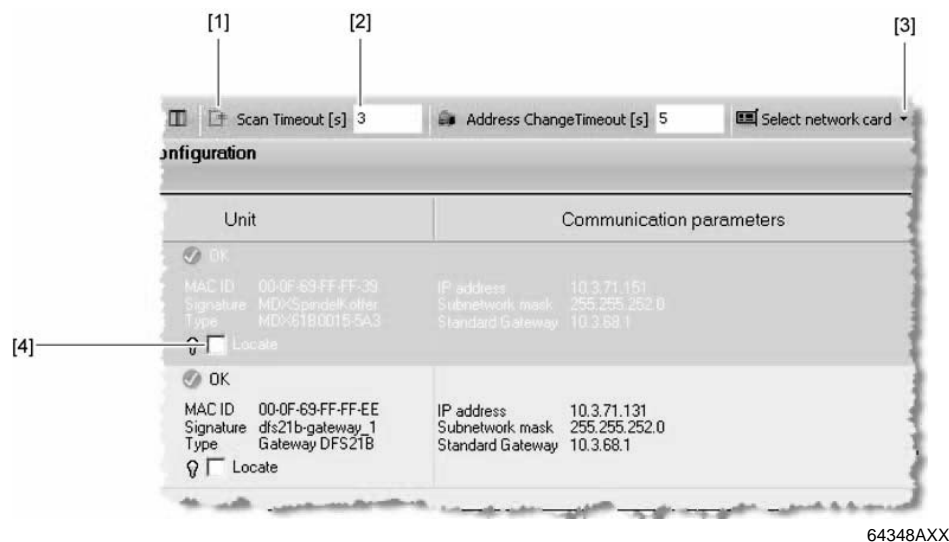 [1] [2] [3]
Scan Timeout [s] 3 Address ChangeTimeout [s] 5 Select network card
onfiguration
Unit Communication parameters
OK
MAC ID 00-0F-69-FF-FF-39 IP address 10.3.71.151
Signature MDXSpindelKoffer Subnetwork mask 255.255.252.0
Type MDX61B0015-5A3 Standard Gateway 10.3.68.1
[4] Locate
OK
MAC ID 00-0F-69-FF-FF-EE IP address 10.3.71.131
Signature dfs21b-gateway_1 Subnetwork mask 255.255.252.0
Type Gateway DFS21B Standard Gateway 10.3.68.1
Locate
64348AXX